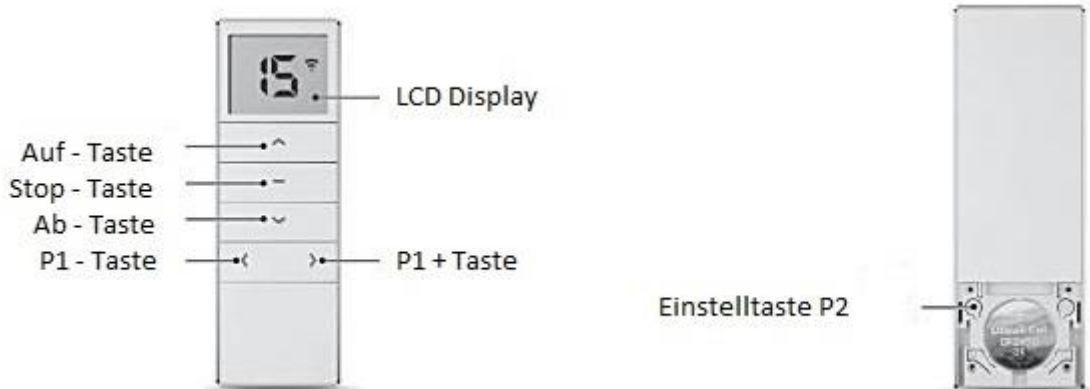 15
LCD Display
Auf - Taste
Stop - Taste
Ab - Taste
P1 - Taste
P1 + Taste
Einstelltaste P2